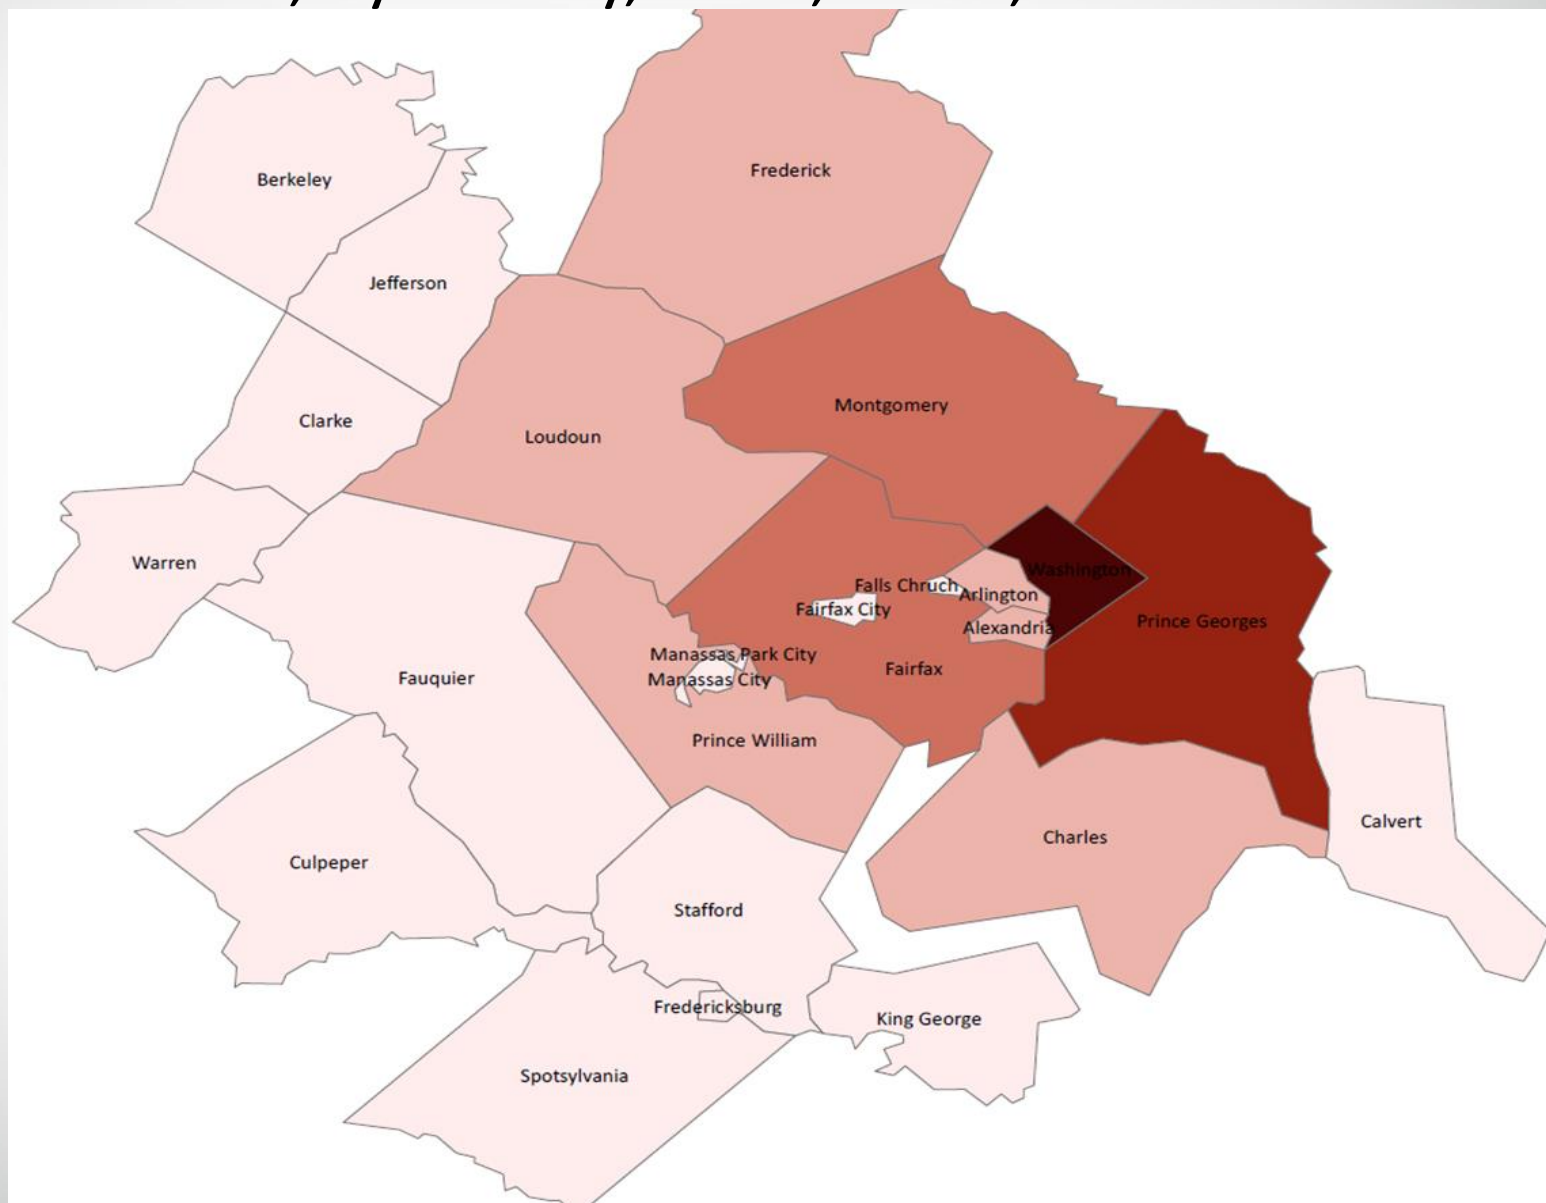 Frederick
Berkeley
Jefferson
Montgomery
Clarke
Loudoun
Warren
Washington
Falls Chruch
Arlington
Fairfax City
Prince Georges
Alexandria
Manassas Park City
Fairfax
Fauquier
Manassas City
Prince William
Calvert
Charles
Culpeper
Stafford
Fredericksburg
King George
Spotsylvania